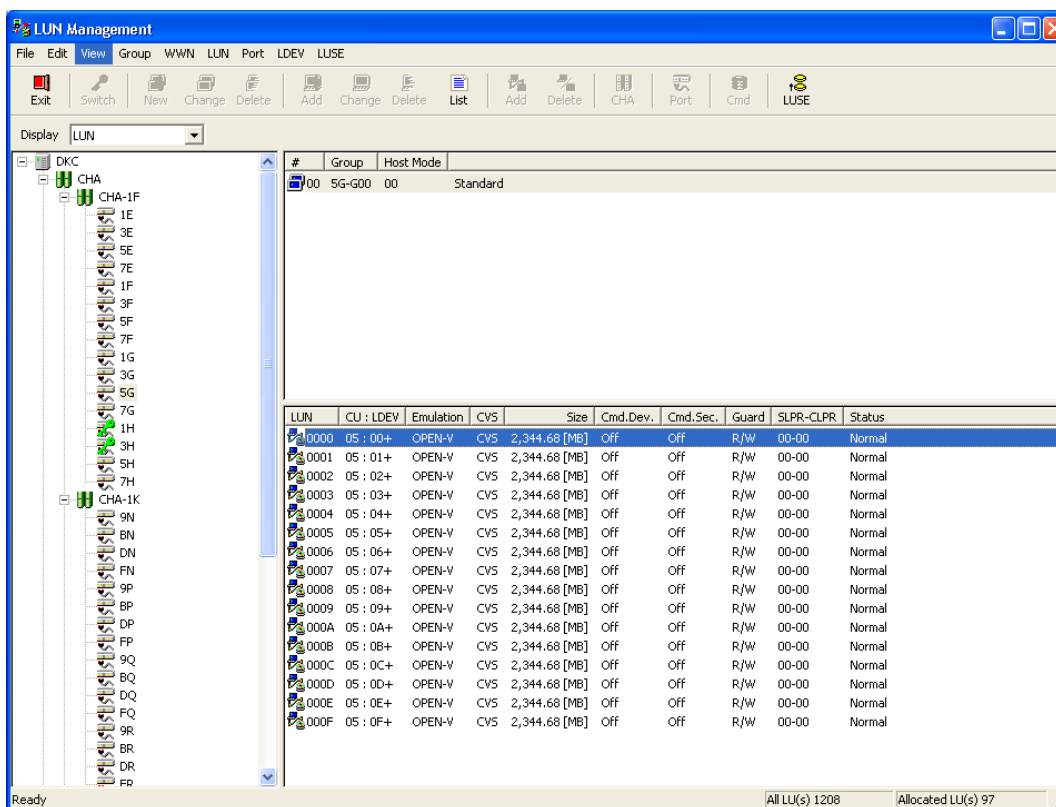 LUN Management
File Edit View Group WWN LUN Port LDEV LUSE
Exit Switch New Change Delete Add Change Delete List Add Delete CHA Port Cmd LUSE
Display LUN
DKC
CHA
CHA-1F
1E
3E
5E
7E
1F
3F
5F
7F
1G
3G
5G
7G
1H
3H
5H
7H
CHA-1K
9N
BN
DN
FN
9P
BP
DP
FP
9Q
BQ
DQ
FQ
9R
BR
DR
FR
# Group Host Mode
00 5G-G00 00 Standard
LUN CU : LDEV Emulation CVS Size Cmd.Dev. Cmd.Sec. Guard SLPR-CLPR Status
0000 05 : 00+ OPEN-V CVS 2,344.68 [MB] Off Off R/W 00-00 Normal
0001 05 : 01+ OPEN-V CVS 2,344.68 [MB] Off Off R/W 00-00 Normal
0002 05 : 02+ OPEN-V CVS 2,344.68 [MB] Off Off R/W 00-00 Normal
0003 05 : 03+ OPEN-V CVS 2,344.68 [MB] Off Off R/W 00-00 Normal
0004 05 : 04+ OPEN-V CVS 2,344.68 [MB] Off Off R/W 00-00 Normal
0005 05 : 05+ OPEN-V CVS 2,344.68 [MB] Off Off R/W 00-00 Normal
0006 05 : 06+ OPEN-V CVS 2,344.68 [MB] Off Off R/W 00-00 Normal
0007 05 : 07+ OPEN-V CVS 2,344.68 [MB] Off Off R/W 00-00 Normal
0008 05 : 08+ OPEN-V CVS 2,344.68 [MB] Off Off R/W 00-00 Normal
0009 05 : 09+ OPEN-V CVS 2,344.68 [MB] Off Off R/W 00-00 Normal
000A 05 : 0A+ OPEN-V CVS 2,344.68 [MB] Off Off R/W 00-00 Normal
000B 05 : 0B+ OPEN-V CVS 2,344.68 [MB] Off Off R/W 00-00 Normal
000C 05 : 0C+ OPEN-V CVS 2,344.68 [MB] Off Off R/W 00-00 Normal
000D 05 : 0D+ OPEN-V CVS 2,344.68 [MB] Off Off R/W 00-00 Normal
000E 05 : 0E+ OPEN-V CVS 2,344.68 [MB] Off Off R/W 00-00 Normal
000F 05 : 0F+ OPEN-V CVS 2,344.68 [MB] Off Off R/W 00-00 Normal
Ready All LU(s) 1208 Allocated LU(s) 97